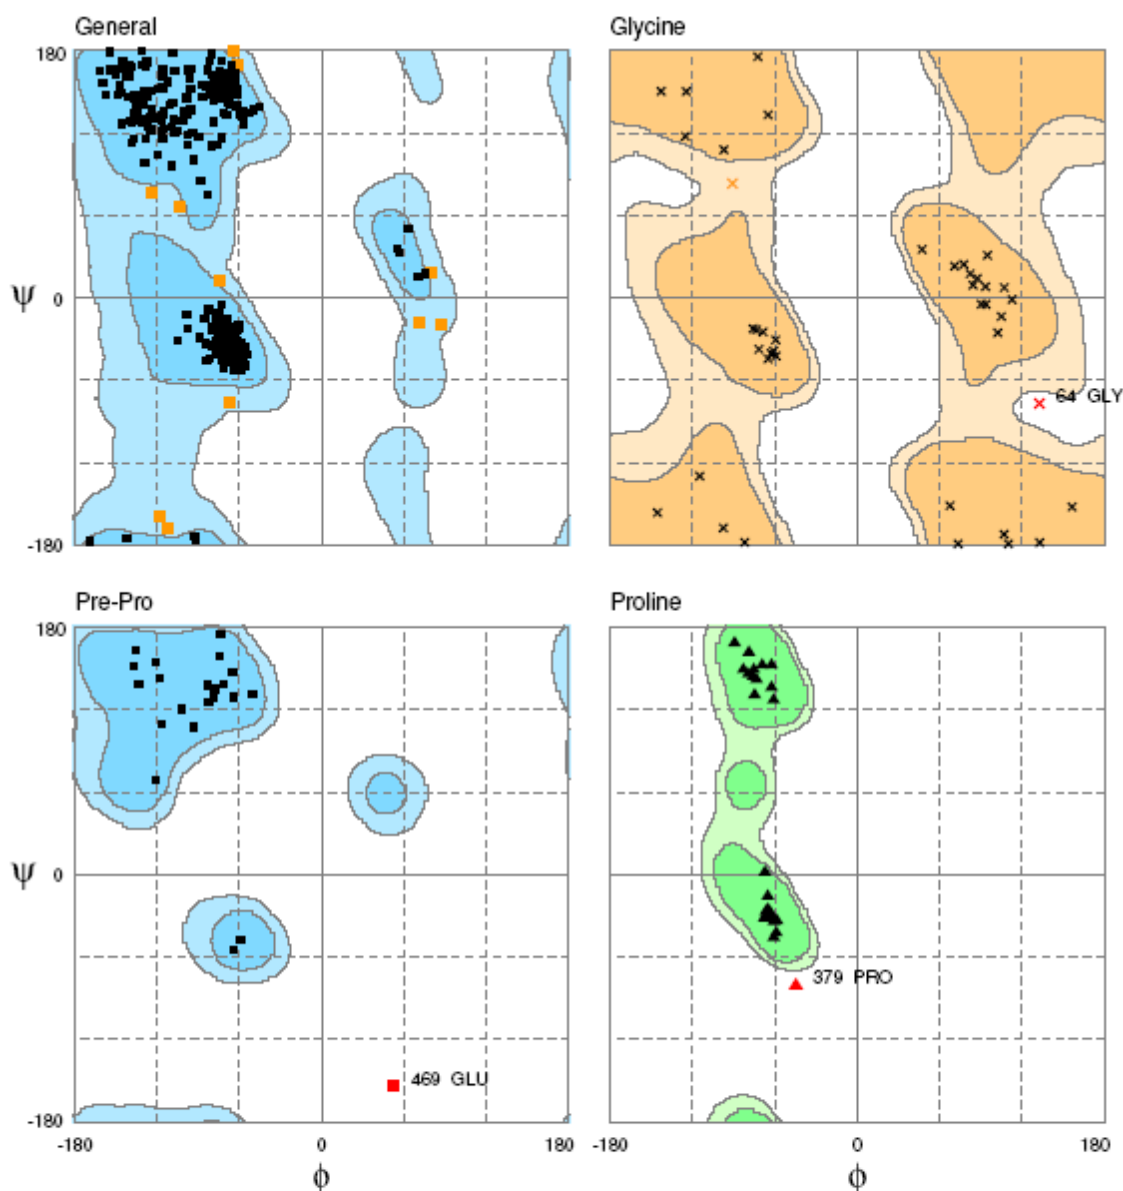 General
Glycine
180
ψ
0
64 GLY
-180
Pre-Pro
Proline
180
ψ
0
379 PRO
469 GLU
-180
-180
0
180
-180
0
180
ϕ
ϕ